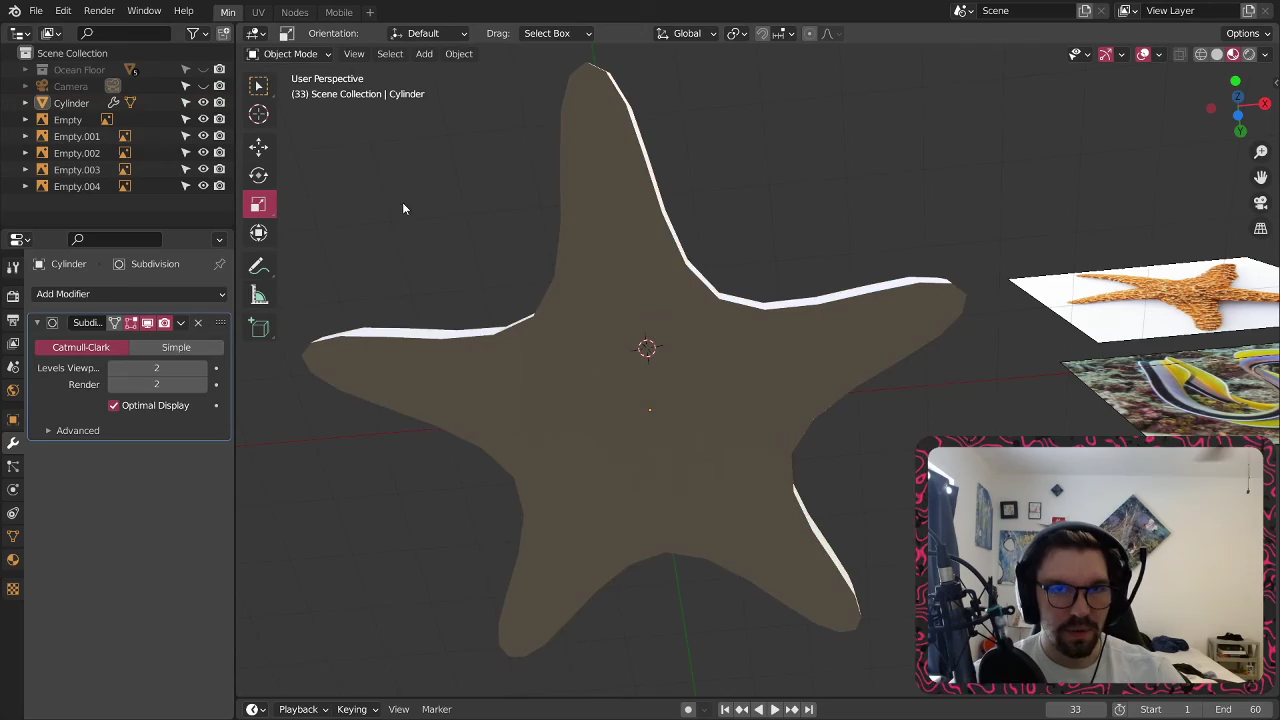 File Edit Render Window Help Min UV Nodes Mobile
Scene View Layer
Orientation: Default Drag: Select Box Global Options
Object Mode View Select Add Object
Scene Collection
Ocean Floor 5
Camera
Cylinder
Empty
Empty.001
Empty.002
Empty.003
Empty.004
User Perspective
(33) Scene Collection | Cylinder
X
Y
Z
Cylinder Subdivision
Add Modifier
Subdi...
Catmull-Clark Simple
Levels Viewp... 2
Render 2
Optimal Display
Advanced
Playback Keying View Marker 33 Start 1 End 60